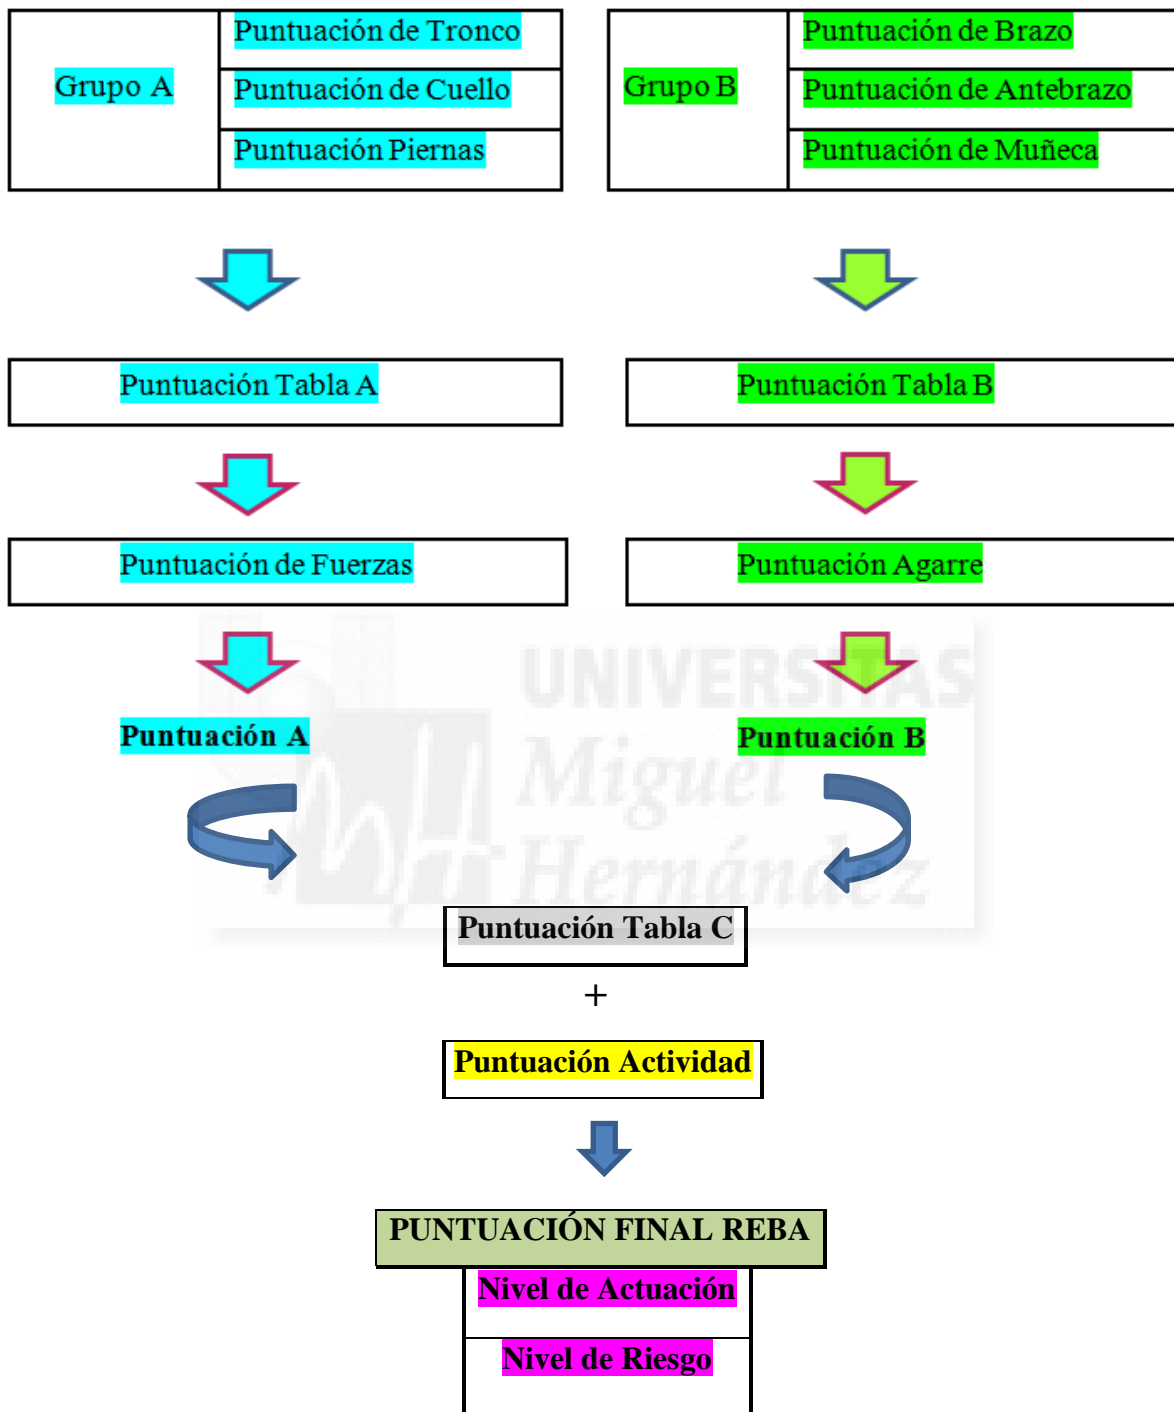 Grupo A
Puntuación de Tronco
Puntuación de Cuello
Puntuación Piernas
Grupo B
Puntuación de Brazo
Puntuación de Antebrazo
Puntuación de Muñeca
Puntuación Tabla A
Puntuación Tabla B
Puntuación de Fuerzas
Puntuación Agarre
UNIVERSITAS
Miguel
Hernández
Puntuación A
Puntuación B
Puntuación Tabla C
+
Puntuación Actividad
PUNTUACIÓN FINAL REBA
Nivel de Actuación
Nivel de Riesgo